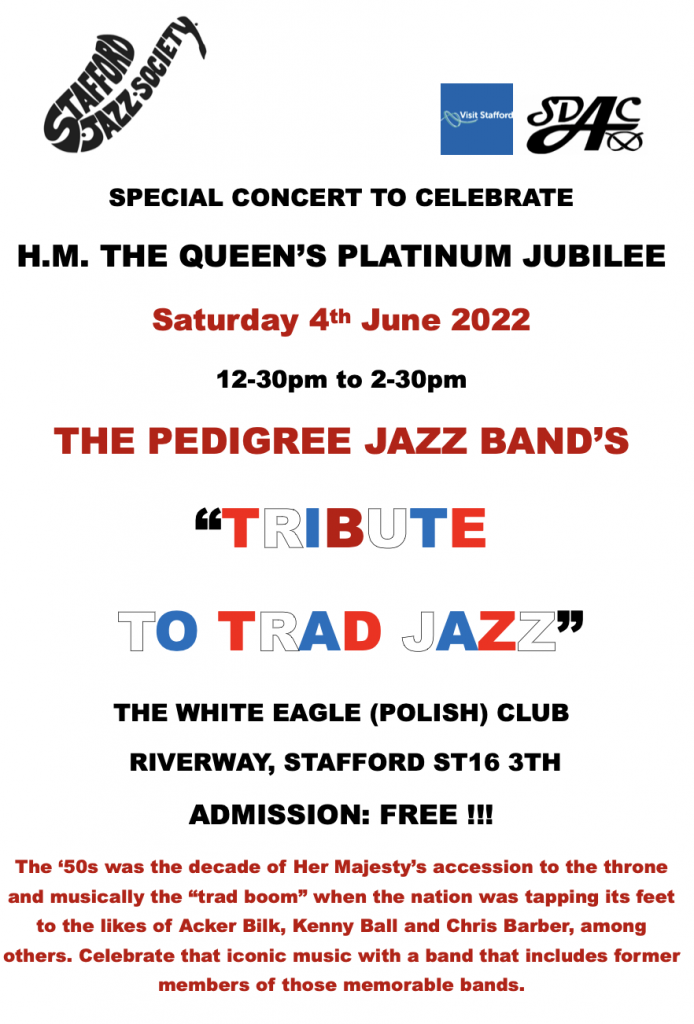 STAFFORD
JAZZ·SOCIETY
Visit Stafford
SDAC
SPECIAL CONCERT TO CELEBRATE
H.M. THE QUEEN’S PLATINUM JUBILEE
Saturday 4th June 2022
12-30pm to 2-30pm
THE PEDIGREE JAZZ BAND’S
“TRIBUTE
TO TRAD JAZZ”
THE WHITE EAGLE (POLISH) CLUB
RIVERWAY, STAFFORD ST16 3TH
ADMISSION: FREE !!!
The ‘50s was the decade of Her Majesty’s accession to the throne
and musically the “trad boom” when the nation was tapping its feet
to the likes of Acker Bilk, Kenny Ball and Chris Barber, among
others. Celebrate that iconic music with a band that includes former
members of those memorable bands.